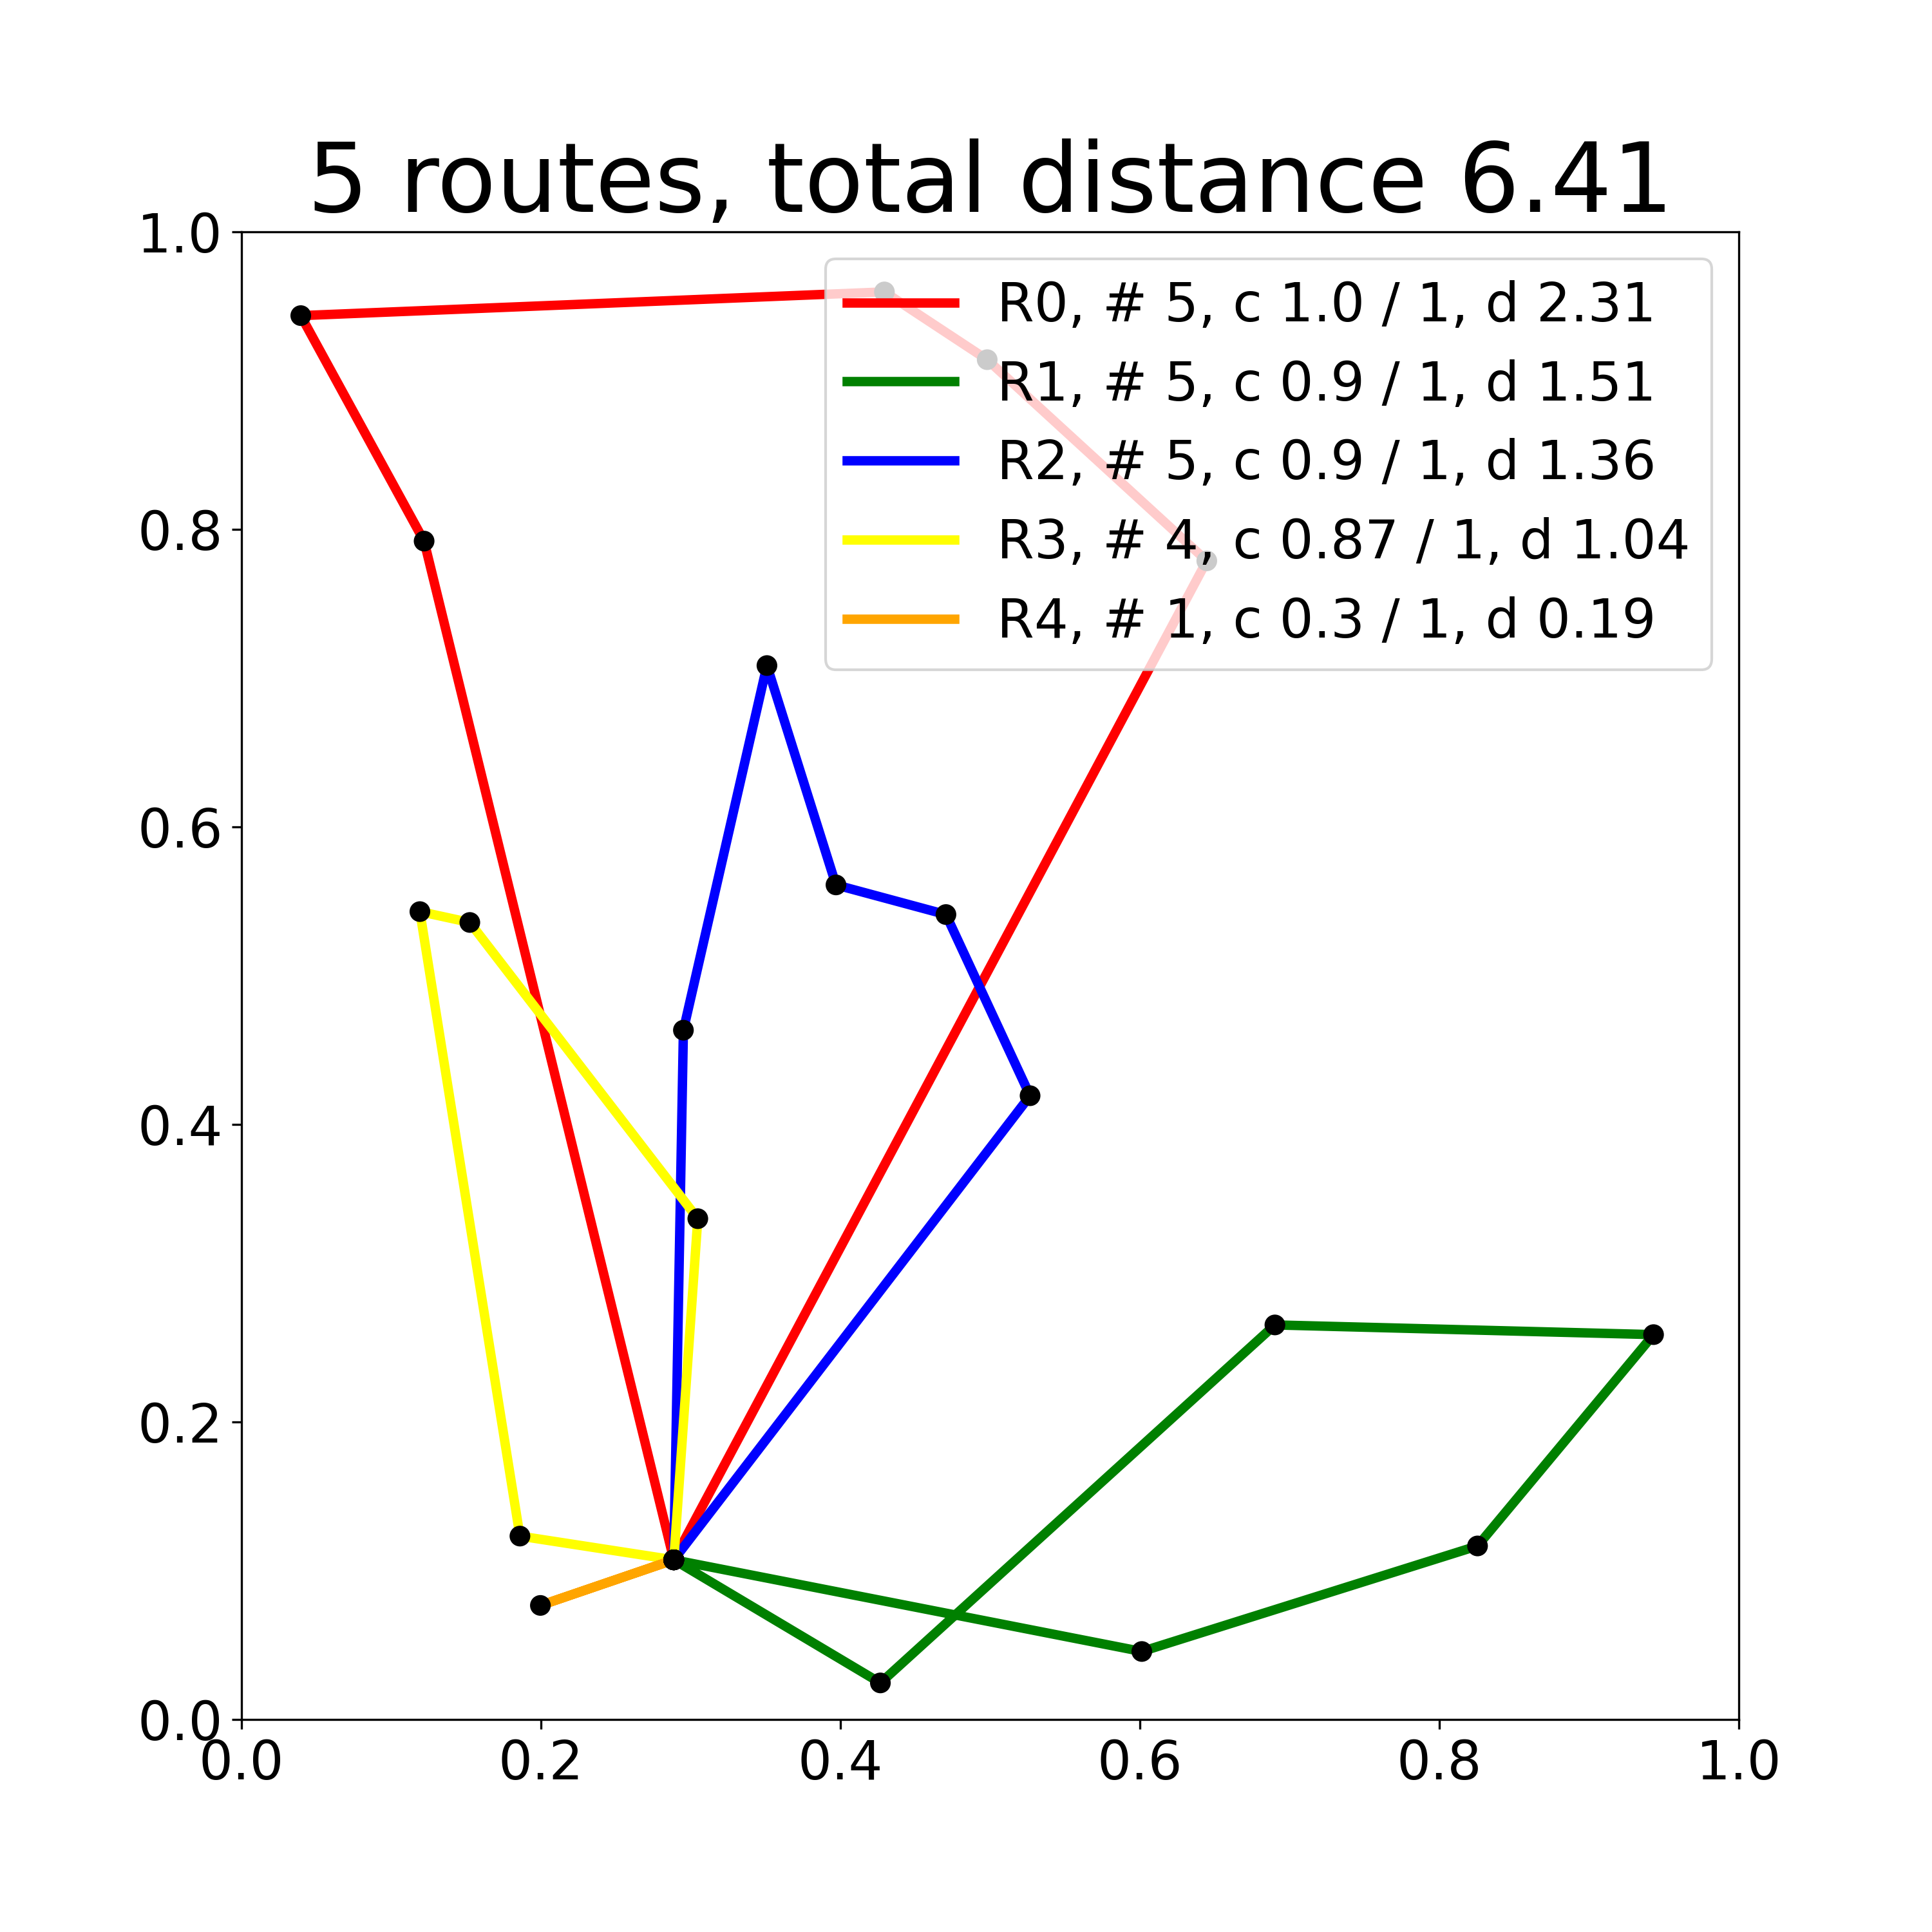 5 routes, total distance 6.41
1.0
0.8
0.6
0.4
0.2
0.0
R0, # 5, c 1.0 / 1, d 2.31
R1, # 5, c 0.9 / 1, d 1.51
R2, # 5, c 0.9 / 1, d 1.36
R3, # 4, c 0.87 / 1, d 1.04
R4, # 1, c 0.3 / 1, d 0.19
0.0 0.2 0.4 0.6 0.8 1.0